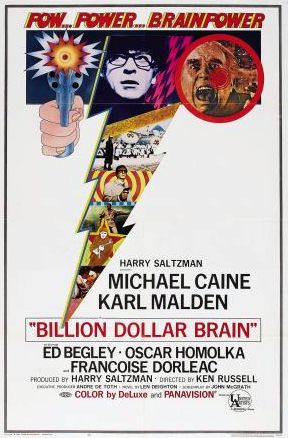 POW... POWER... BRAINPOWER
HARRY SALTZMAN
MICHAEL CAINE
KARL MALDEN
"BILLION DOLLAR BRAIN"
ED BEGLEY · OSCAR HOMOLKA
AND FRANCOISE DORLEAC
PRODUCED BY HARRY SALTZMAN · DIRECTED BY KEN RUSSELL
EXECUTIVE PRODUCER ANDRE DE TOTH · NOVEL BY LEN DEIGHTON · SCREENPLAY BY JOHN McGRATH
COLOR by DeLuxe and PANAVISION
United Artists